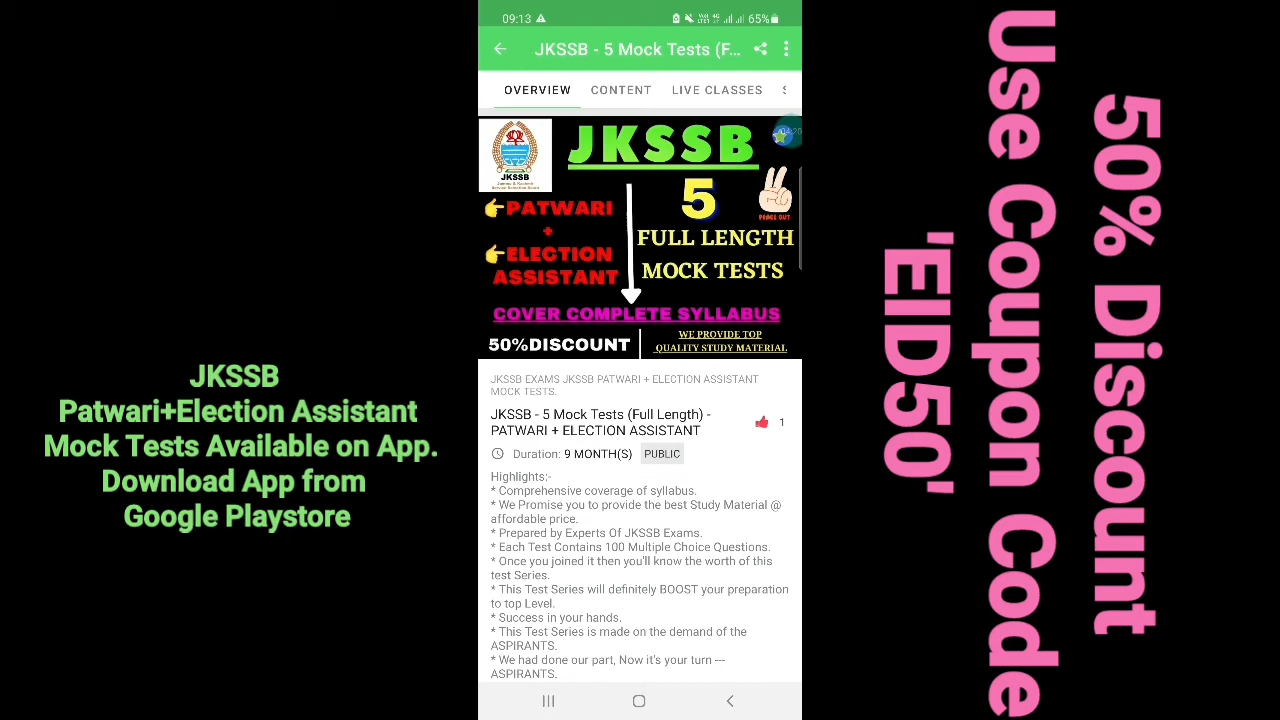 JKSSB
Patwari+Election Assistant
Mock Tests Available on App.
Download App from
Google Playstore
09:13
65%
JKSSB - 5 Mock Tests (F...
OVERVIEW CONTENT LIVE CLASSES
04:20
JKSSB
JKSSB
PATWARI
+
ELECTION
ASSISTANT
5
FULL LENGTH
MOCK TESTS
PEACE OUT
COVER COMPLETE SYLLABUS
50%DISCOUNT
WE PROVIDE TOP
QUALITY STUDY MATERIAL
JKSSB EXAMS JKSSB PATWARI + ELECTION ASSISTANT
MOCK TESTS.
JKSSB - 5 Mock Tests (Full Length) -
PATWARI + ELECTION ASSISTANT
1
Duration: 9 MONTH(S) PUBLIC
Highlights:-
* Comprehensive coverage of syllabus.
* We Promise you to provide the best Study Material @
affordable price.
* Prepared by Experts Of JKSSB Exams.
* Each Test Contains 100 Multiple Choice Questions.
* Once you joined it then you'll know the worth of this
test Series.
* This Test Series will definitely BOOST your preparation
to top Level.
* Success in your hands.
* This Test Series is made on the demand of the
ASPIRANTS.
* We had done our part, Now it's your turn ---
ASPIRANTS.
50% Discount
Use Coupon Code
'EID50'